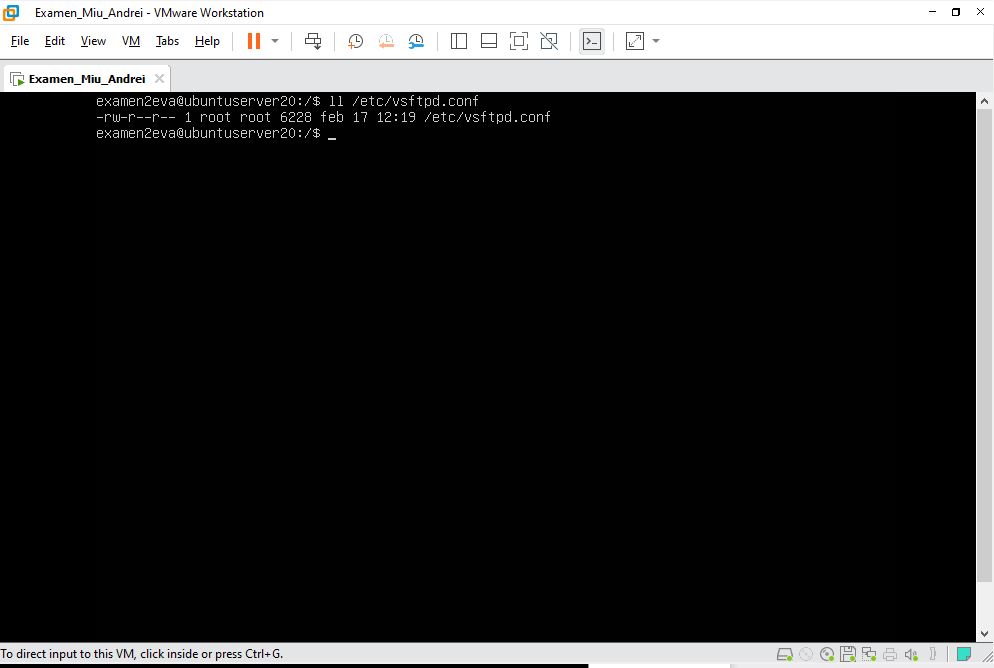 Examen_Miu_Andrei - VMware Workstation
File Edit View VM Tabs Help
Examen_Miu_Andrei
examen2eva@ubuntuserver20:/$ ll /etc/vsftpd.conf
-rw-r--r-- 1 root root 6228 feb 17 12:19 /etc/vsftpd.conf
examen2eva@ubuntuserver20:/$ _
To direct input to this VM, click inside or press Ctrl+G.